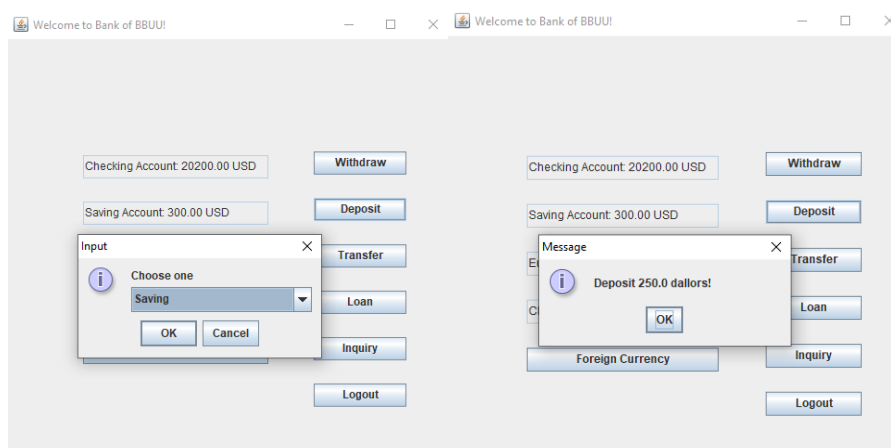 Welcome to Bank of BBUU!
Checking Account: 20200.00 USD
Withdraw
Saving Account: 300.00 USD
Deposit
Input
Choose one
Saving
OK
Cancel
Transfer
Loan
Inquiry
Logout
Welcome to Bank of BBUU!
Checking Account: 20200.00 USD
Withdraw
Saving Account: 300.00 USD
Deposit
Message
Deposit 250.0 dallors!
OK
Transfer
Loan
Foreign Currency
Inquiry
Logout